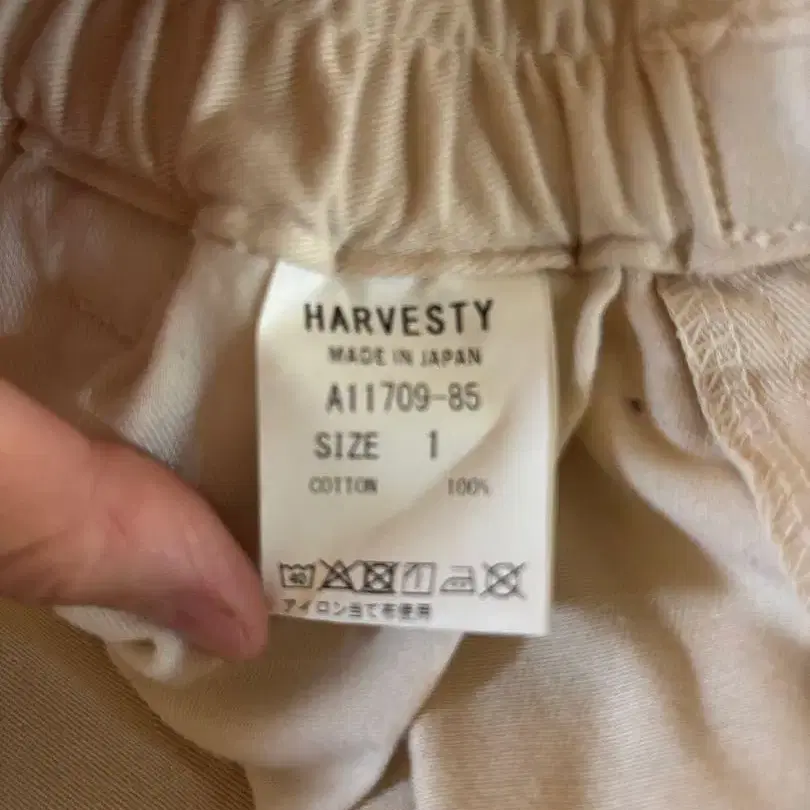 HARVESTY
MADE IN JAPAN
A11709-85
SIZE 1
COTTON 100%
40
アイロン当て布使用